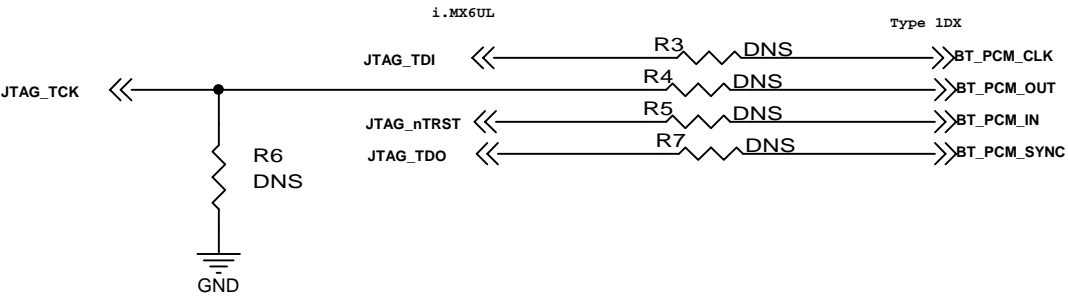 i.MX6UL
Type 1DX
JTAG_TDI R3 DNS BT_PCM_CLK
JTAG_TCK R4 DNS BT_PCM_OUT
JTAG_nTRST R5 DNS BT_PCM_IN
JTAG_TDO R7 DNS BT_PCM_SYNC
R6
DNS
GND